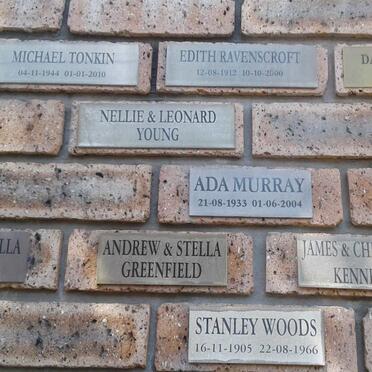 MICHAEL TONKIN
04-11-1944 01-01-2010
EDITH RAVENSCROFT
12-08-1912 10-10-2000
NELLIE & LEONARD
YOUNG
ADA MURRAY
21-08-1933 01-06-2004
ANDREW & STELLA
GREENFIELD
STANLEY WOODS
16-11-1905 22-08-1966
JAMES &